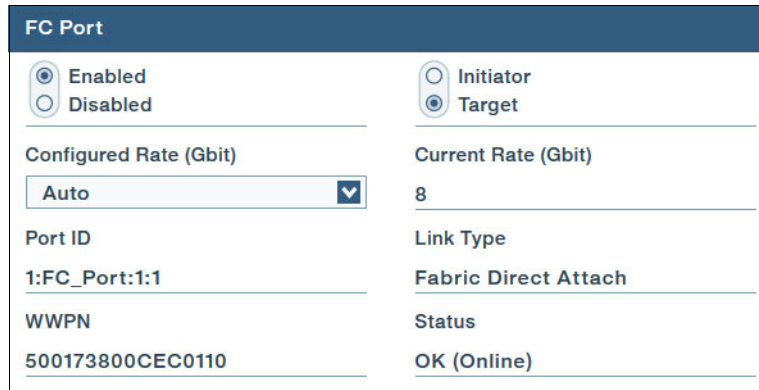 FC Port
Enabled
Disabled
Initiator
Target
Configured Rate (Gbit)
Auto
Current Rate (Gbit)
8
Port ID
1:FC_Port:1:1
Link Type
Fabric Direct Attach
WWPN
500173800CEC0110
Status
OK (Online)